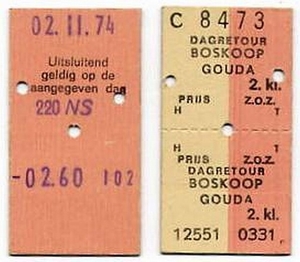 02.11.74
Uitsluitend
geldig op de
aangegeven dag
220 NS
-02.60 102
C 8473
DAGRETOUR
BOSKOOP
GOUDA
2. kl.
PRIJS z.o.z.
H T
H T
PRIJS z.o.z.
DAGRETOUR
BOSKOOP
GOUDA
2. kl.
12551 0331